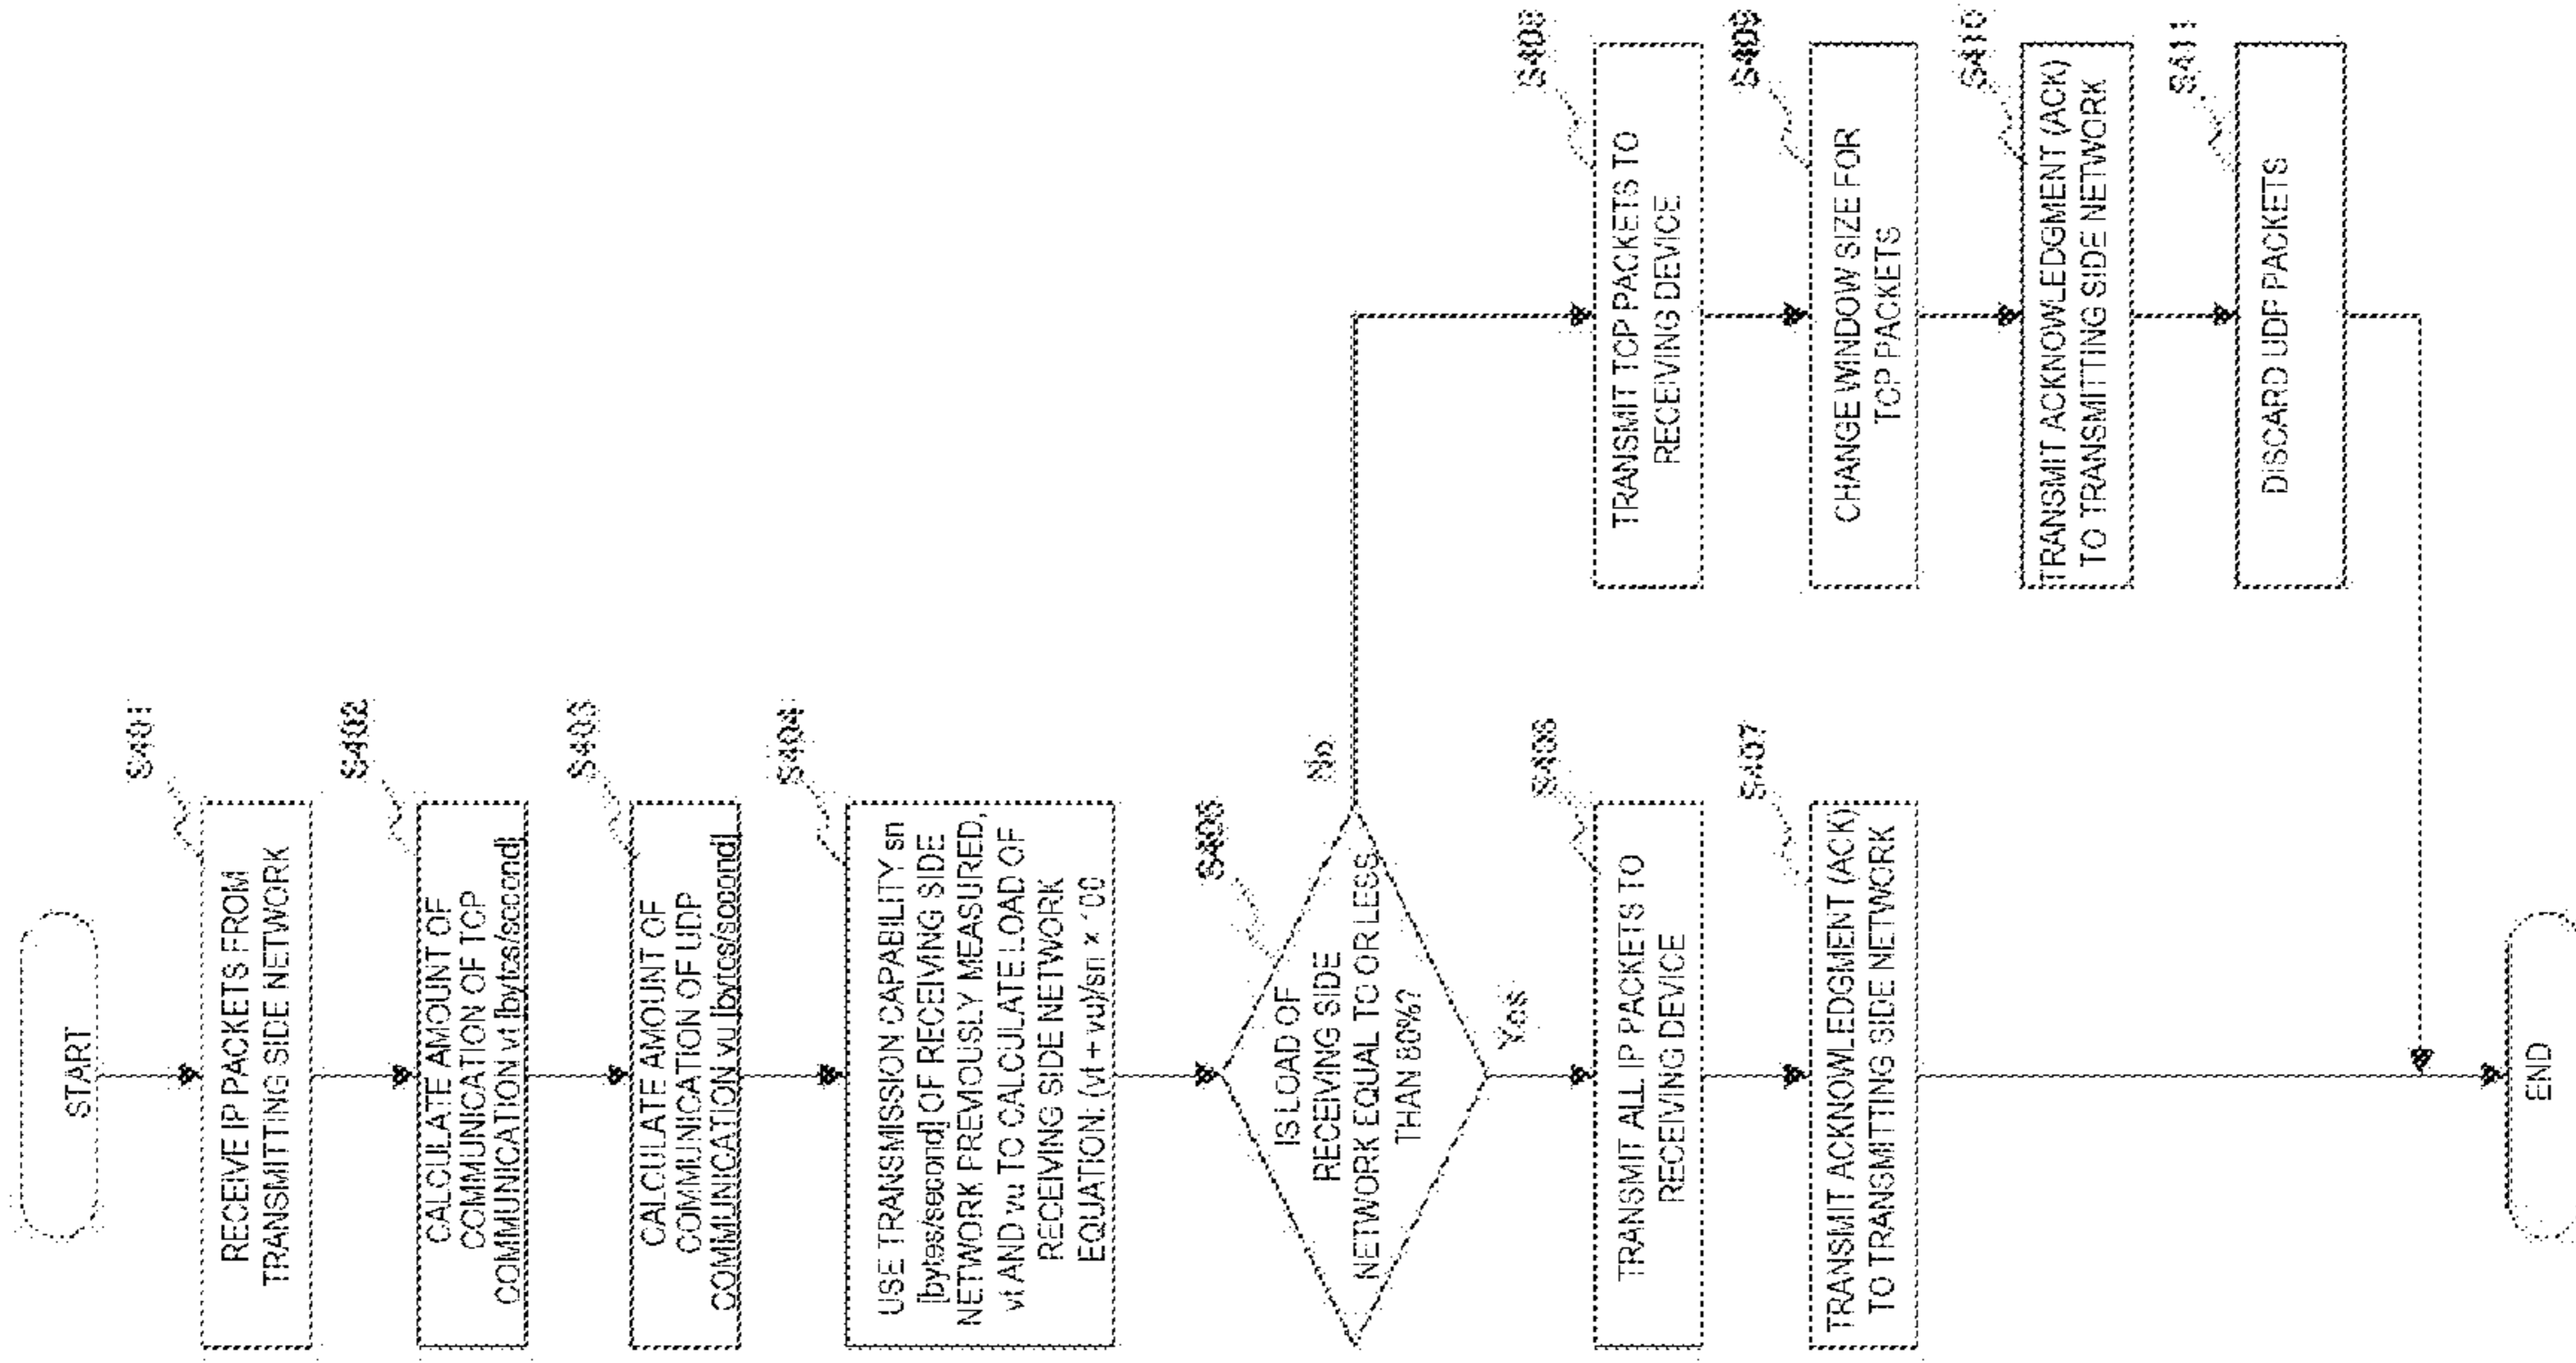 START
S401
RECEIVE IP PACKETS FROM
TRANSMITTING SIDE NETWORK
S402
CALCULATE AMOUNT OF
COMMUNICATION OF TCP
COMMUNICATION vt [bytes/second]
S403
CALCULATE AMOUNT OF
COMMUNICATION OF UDP
COMMUNICATION vu [bytes/second]
S404
USE TRANSMISSION CAPABILITY sn
[bytes/second] OF RECEIVING SIDE
NETWORK PREVIOUSLY MEASURED,
vt AND vu TO CALCULATE LOAD OF
RECEIVING SIDE NETWORK
EQUATION: (vt + vu)/sn × 100
S405
IS LOAD OF
RECEIVING SIDE
NETWORK EQUAL TO OR LESS
THAN 80%?
No
Yes
S406
TRANSMIT ALL IP PACKETS TO
RECEIVING DEVICE
S407
TRANSMIT ACKNOWLEDGMENT (ACK)
TO TRANSMITTING SIDE NETWORK
S408
TRANSMIT TCP PACKETS TO
RECEIVING DEVICE
S409
CHANGE WINDOW SIZE FOR
TCP PACKETS
S410
TRANSMIT ACKNOWLEDGMENT (ACK)
TO TRANSMITTING SIDE NETWORK
S411
DISCARD UDP PACKETS
END